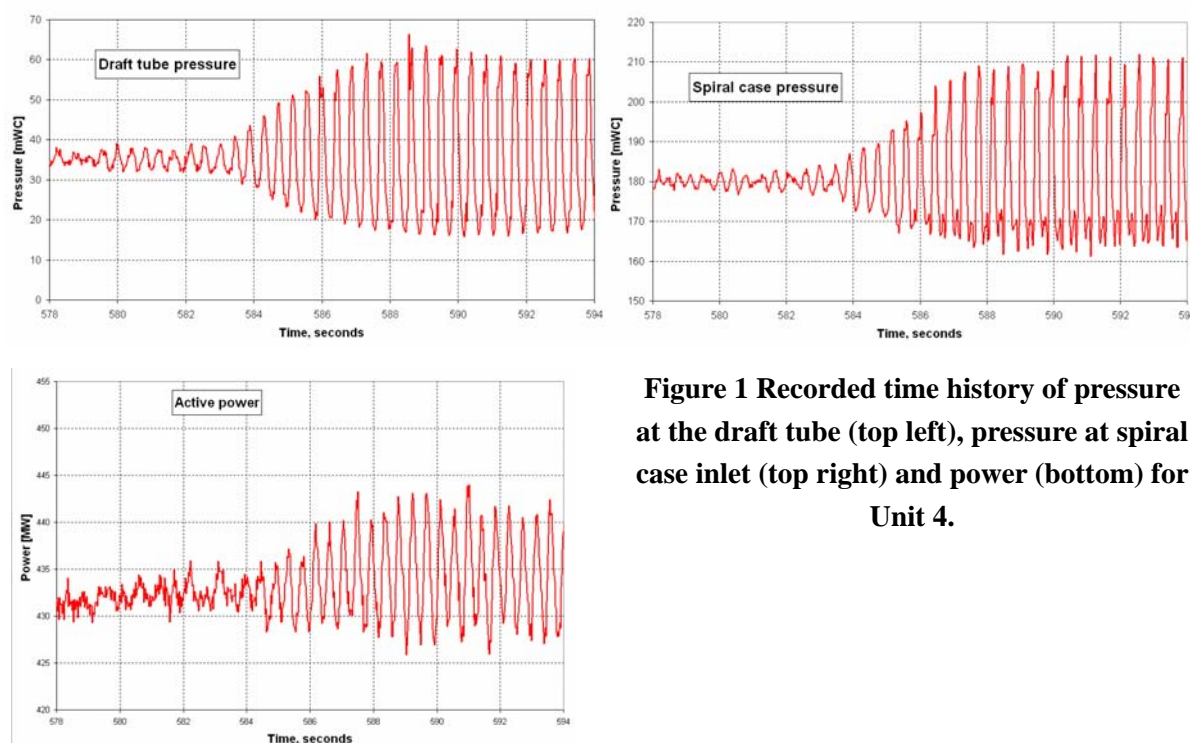 70
60
50
40
30
20
10
0
Draft tube pressure
Pressure [mWC]
578 580 582 584 586 588 590 592 594
Time, seconds
220
210
200
190
180
170
160
150
Spiral case pressure
Pressure [mWC]
578 580 582 584 586 588 590 592 59
Time, seconds
455
450
445
440
435
430
425
420
Active power
Power [MW]
578 580 582 584 586 588 590 592 594
Time, seconds
Figure 1 Recorded time history of pressure
at the draft tube (top left), pressure at spiral
case inlet (top right) and power (bottom) for
Unit 4.